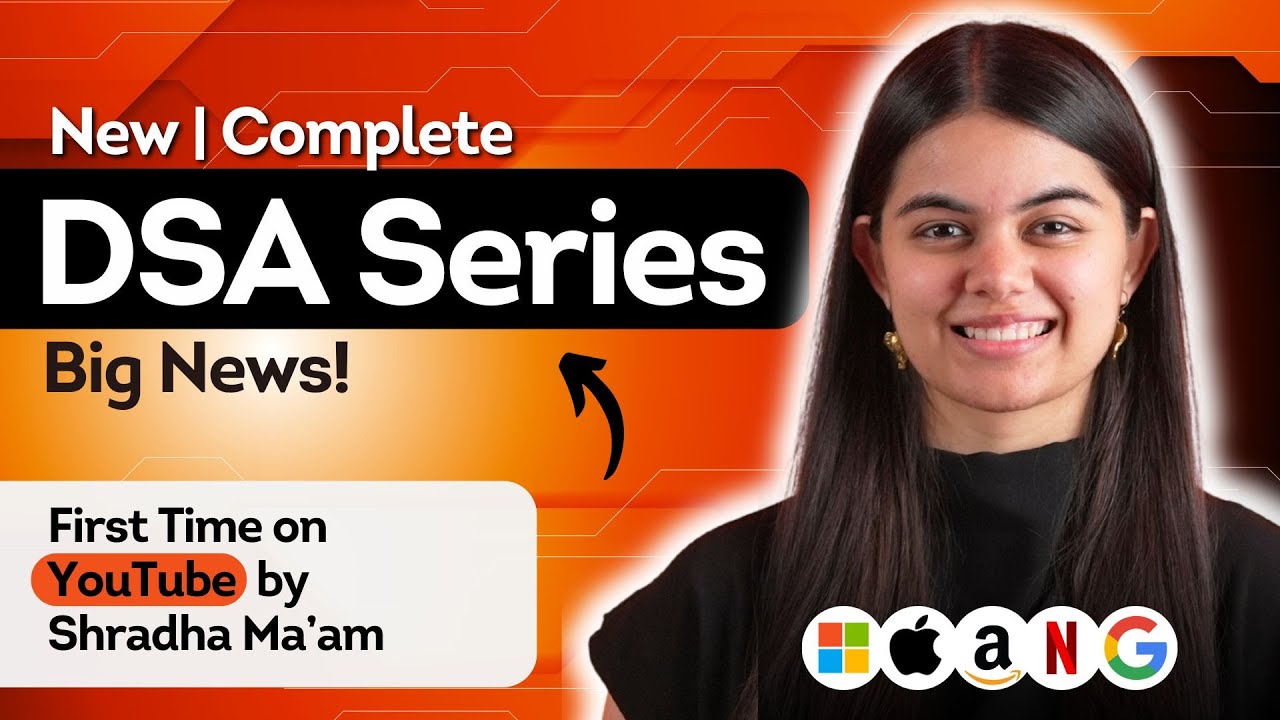 New | Complete
DSA Series
Big News!
First Time on
YouTube by
Shradha Ma’am